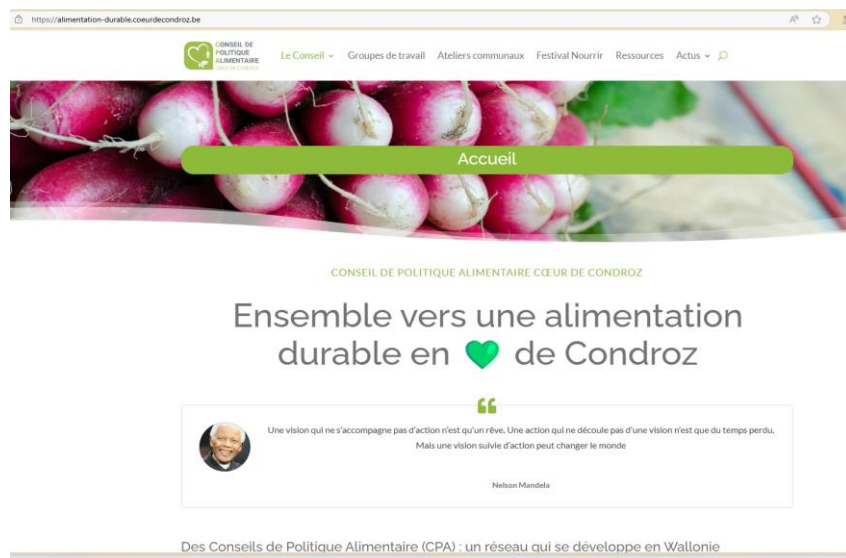 https://alimentation-durable.coeurdecondroz.be
CONSEIL DE
POLITIQUE
ALIMENTAIRE
CŒUR DE CONDROZ
Le Conseil
Groupes de travail
Ateliers communaux
Festival Nourrir
Ressources
Actus
Accueil
CONSEIL DE POLITIQUE ALIMENTAIRE CŒUR DE CONDROZ
Ensemble vers une alimentation
durable en 💚 de Condroz
“
Une vision qui ne s'accompagne pas d'action n'est qu'un rêve. Une action qui ne découle pas d'une vision n'est que du temps perdu.
Mais une vision suivie d'action peut changer le monde
Nelson Mandela
Des Conseils de Politique Alimentaire (CPA) : un réseau qui se développe en Wallonie